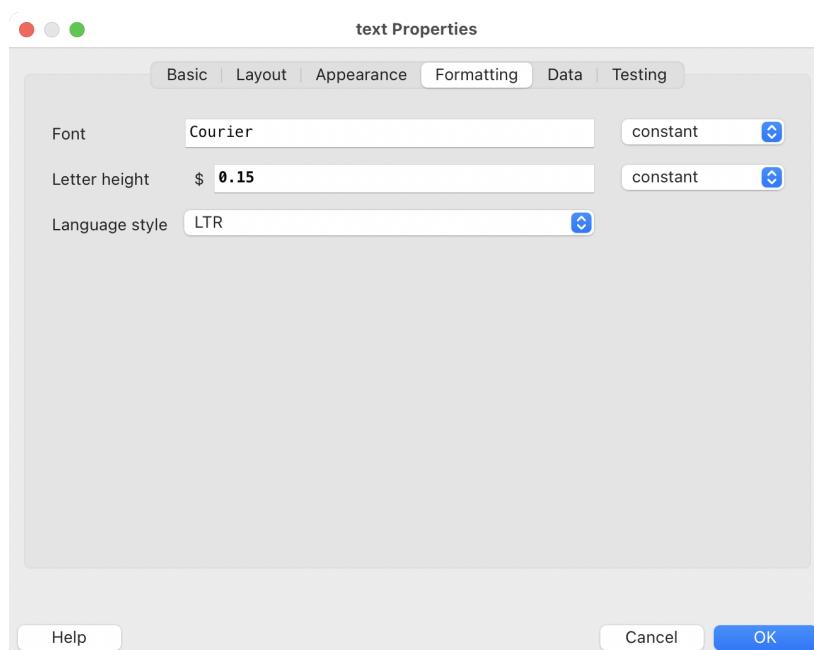 text Properties
Basic Layout Appearance Formatting Data Testing
Font Courier constant
Letter height $ 0.15 constant
Language style LTR
Help Cancel OK